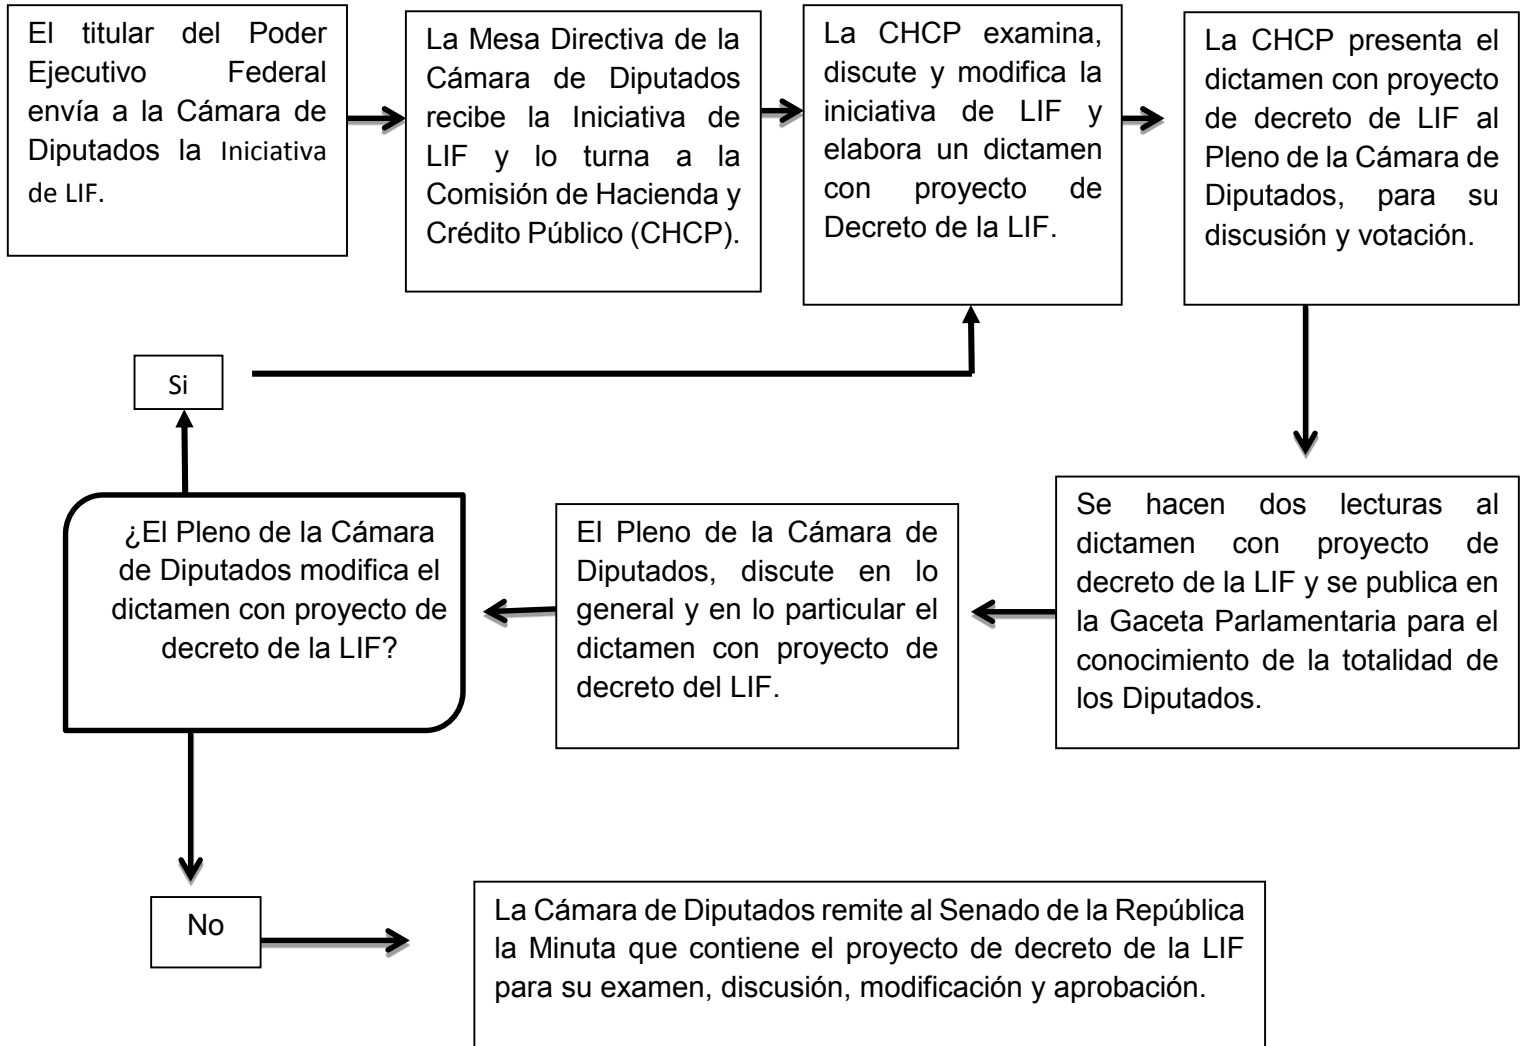 El titular del Poder
Ejecutivo Federal
envía a la Cámara de
Diputados la Iniciativa
de LIF.
La Mesa Directiva de la
Cámara de Diputados
recibe la Iniciativa de
LIF y lo turna a la
Comisión de Hacienda y
Crédito Público (CHCP).
La CHCP examina,
discute y modifica la
iniciativa de LIF y
elabora un dictamen
con proyecto de
Decreto de la LIF.
La CHCP presenta el
dictamen con proyecto
de decreto de LIF al
Pleno de la Cámara de
Diputados, para su
discusión y votación.
Se hacen dos lecturas al
dictamen con proyecto de
decreto de la LIF y se publica en
la Gaceta Parlamentaria para el
conocimiento de la totalidad de
los Diputados.
El Pleno de la Cámara de
Diputados, discute en lo
general y en lo particular el
dictamen con proyecto de
decreto del LIF.
¿El Pleno de la Cámara
de Diputados modifica el
dictamen con proyecto de
decreto de la LIF?
Si
No
La Cámara de Diputados remite al Senado de la República
la Minuta que contiene el proyecto de decreto de la LIF
para su examen, discusión, modificación y aprobación.